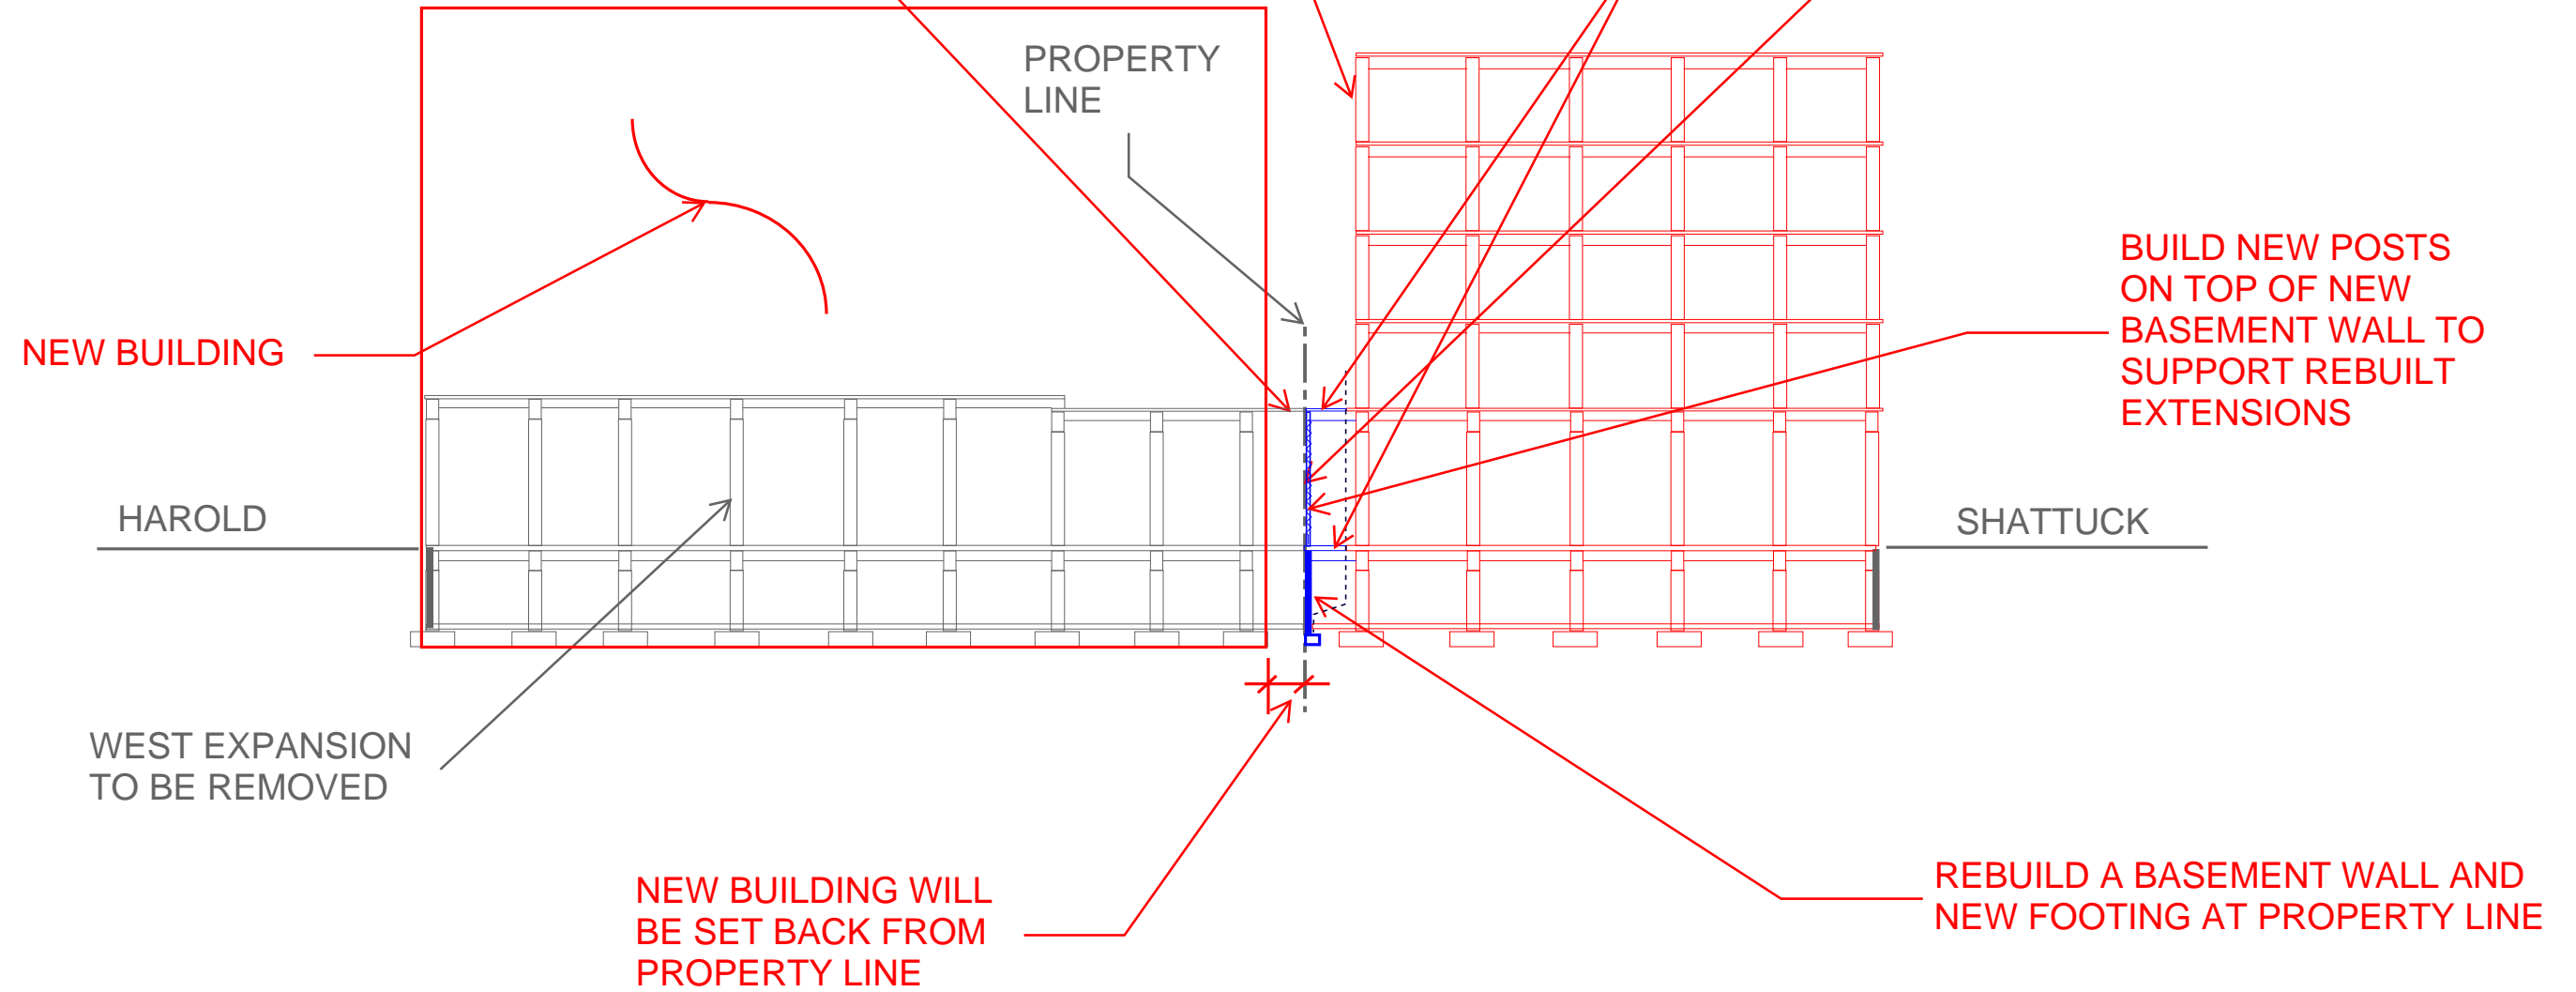 PROPERTY
LINE
BUILD NEW POSTS
ON TOP OF NEW
BASEMENT WALL TO
SUPPORT REBUILT
EXTENSIONS
NEW BUILDING
HAROLD
SHATTUCK
WEST EXPANSION
TO BE REMOVED
NEW BUILDING WILL
BE SET BACK FROM
PROPERTY LINE
REBUILD A BASEMENT WALL AND
NEW FOOTING AT PROPERTY LINE